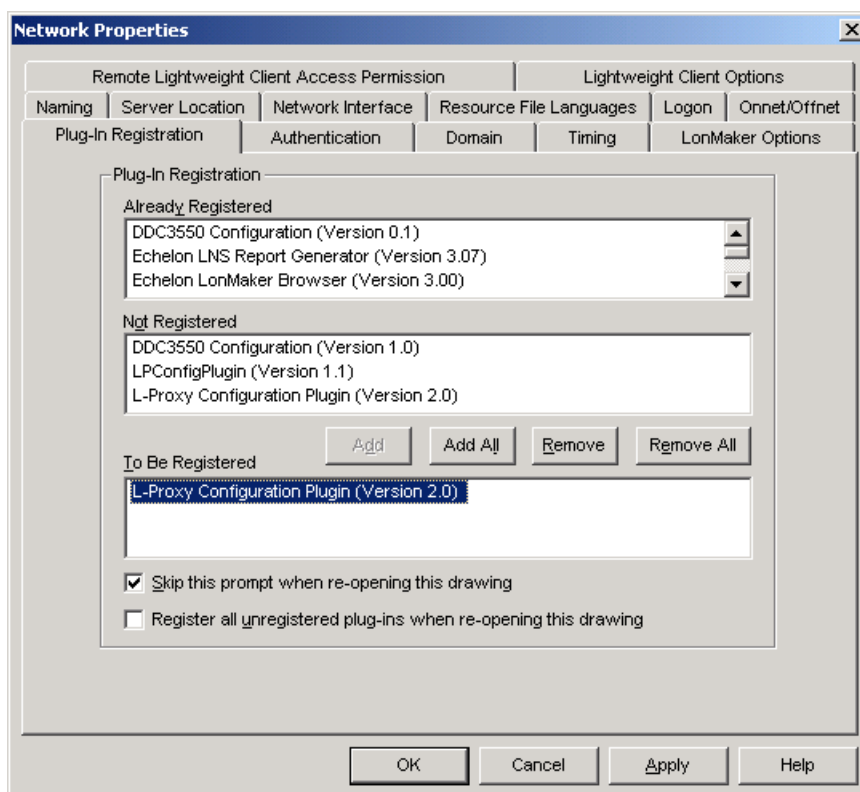 Network Properties
Remote Lightweight Client Access Permission Lightweight Client Options
Naming Server Location Network Interface Resource File Languages Logon Onnet/Offnet
Plug-In Registration Authentication Domain Timing LonMaker Options
Plug-In Registration
Already Registered
DDC3550 Configuration (Version 0.1)
Echelon LNS Report Generator (Version 3.07)
Echelon LonMaker Browser (Version 3.00)
Not Registered
DDC3550 Configuration (Version 1.0)
LPConfigPlugin (Version 1.1)
L-Proxy Configuration Plugin (Version 2.0)
Add Add All Remove Remove All
To Be Registered
L-Proxy Configuration Plugin (Version 2.0)
Skip this prompt when re-opening this drawing
Register all unregistered plug-ins when re-opening this drawing
OK Cancel Apply Help